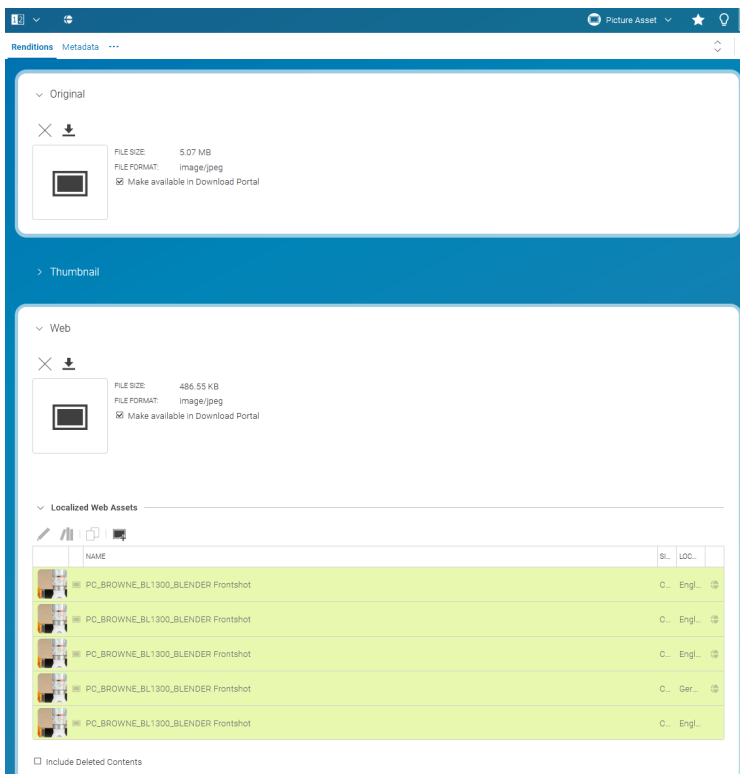 12
Picture Asset
Renditions Metadata ...
Original
FILE SIZE: 5.07 MB
FILE FORMAT: image/jpeg
Make available in Download Portal
Thumbnail
Web
FILE SIZE: 486.55 KB
FILE FORMAT: image/jpeg
Make available in Download Portal
Localized Web Assets
NAME SI... LOC...
PC_BROWNE_BL1300_BLENDER Frontshot C... Engl...
PC_BROWNE_BL1300_BLENDER Frontshot C... Engl...
PC_BROWNE_BL1300_BLENDER Frontshot C... Engl...
PC_BROWNE_BL1300_BLENDER Frontshot C... Ger...
PC_BROWNE_BL1300_BLENDER Frontshot C... Engl...
Include Deleted Contents